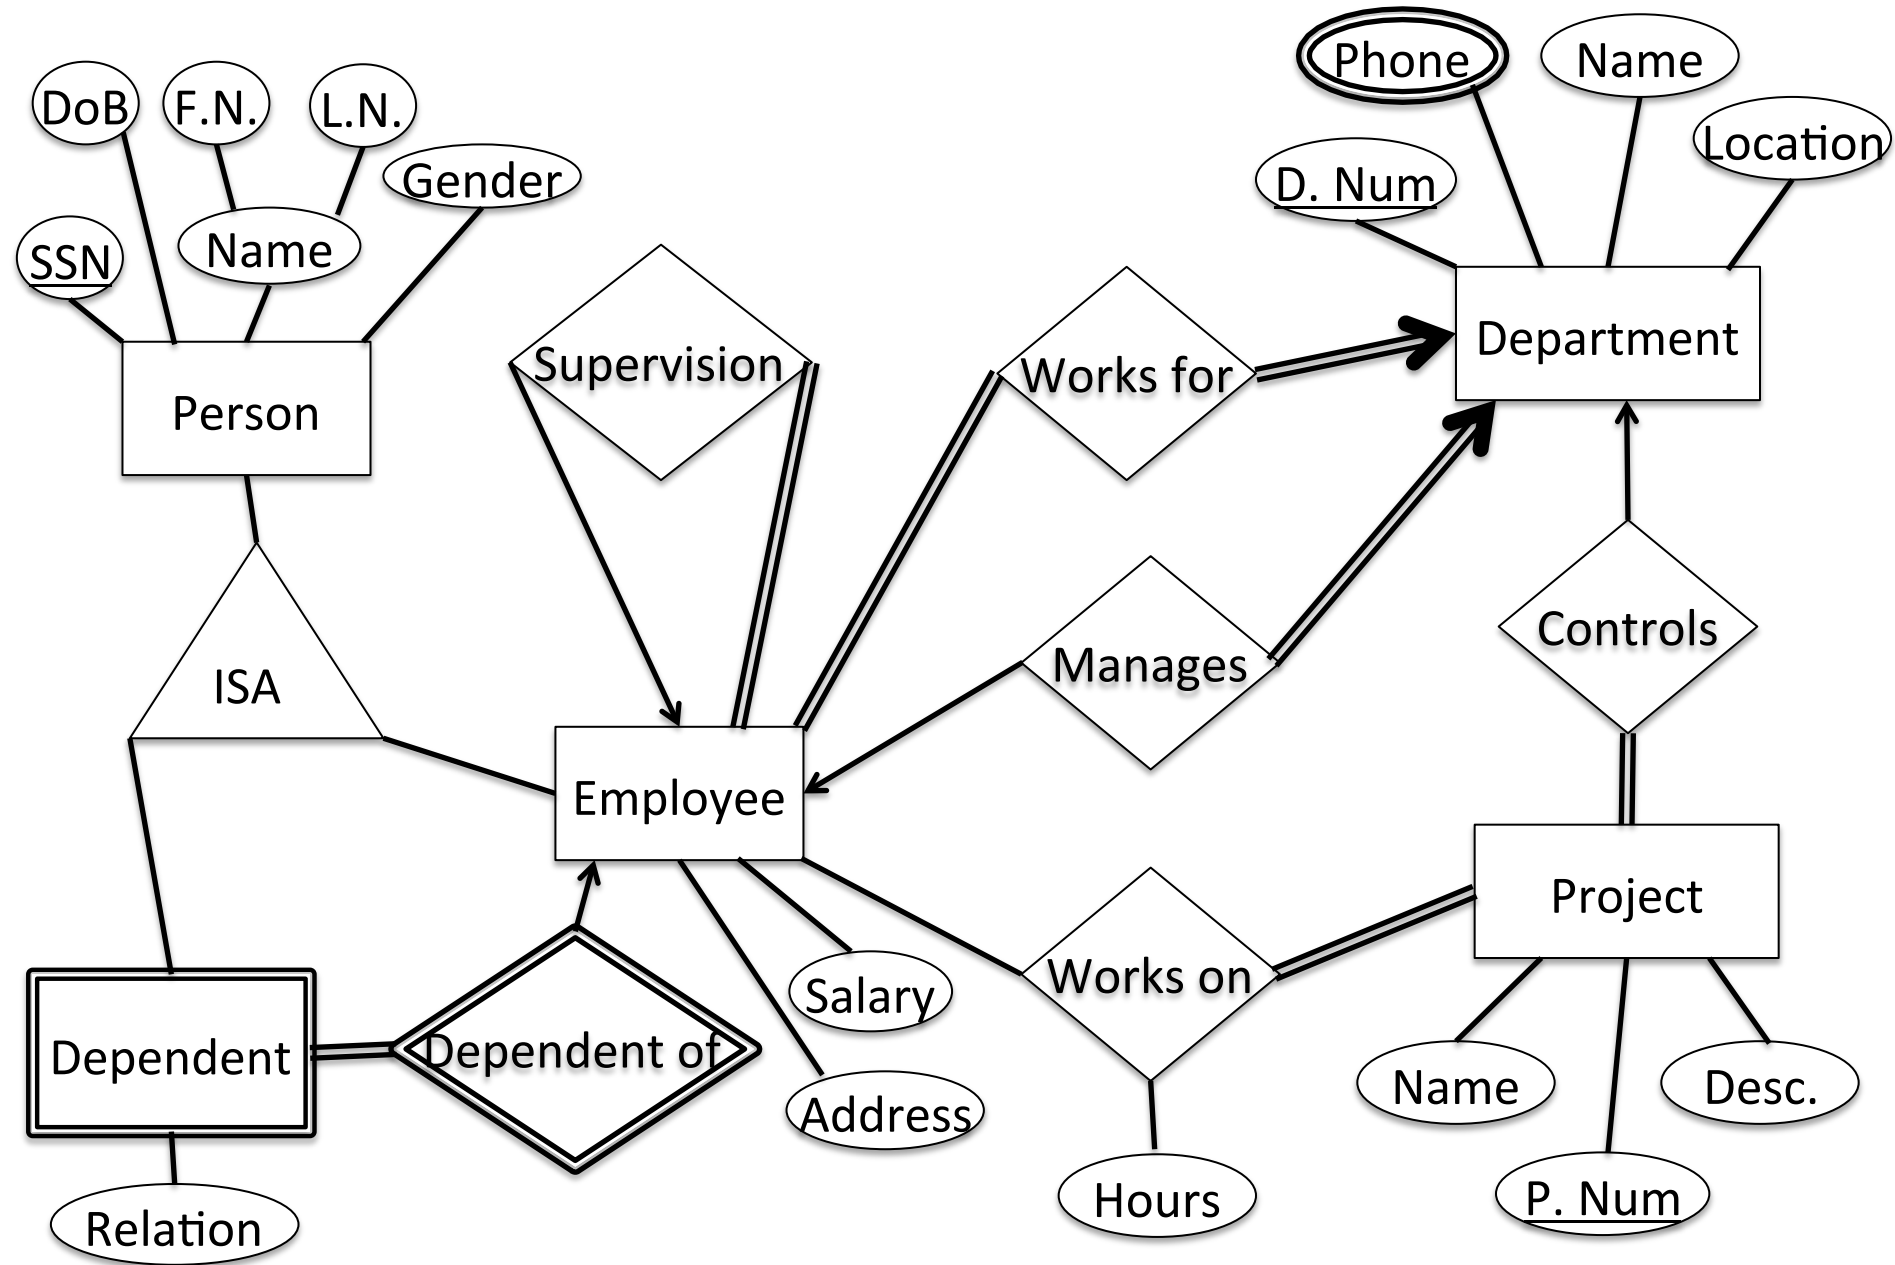 Phone
Name
DoB
F.N.
L.N.
Location
Gender
D. Num
SSN
Name
Department
Supervision
Works for
Person
Controls
Manages
ISA
Employee
Project
Works on
Salary
Dependent
Dependent of
Name
Desc.
Address
Hours
P. Num
Relation